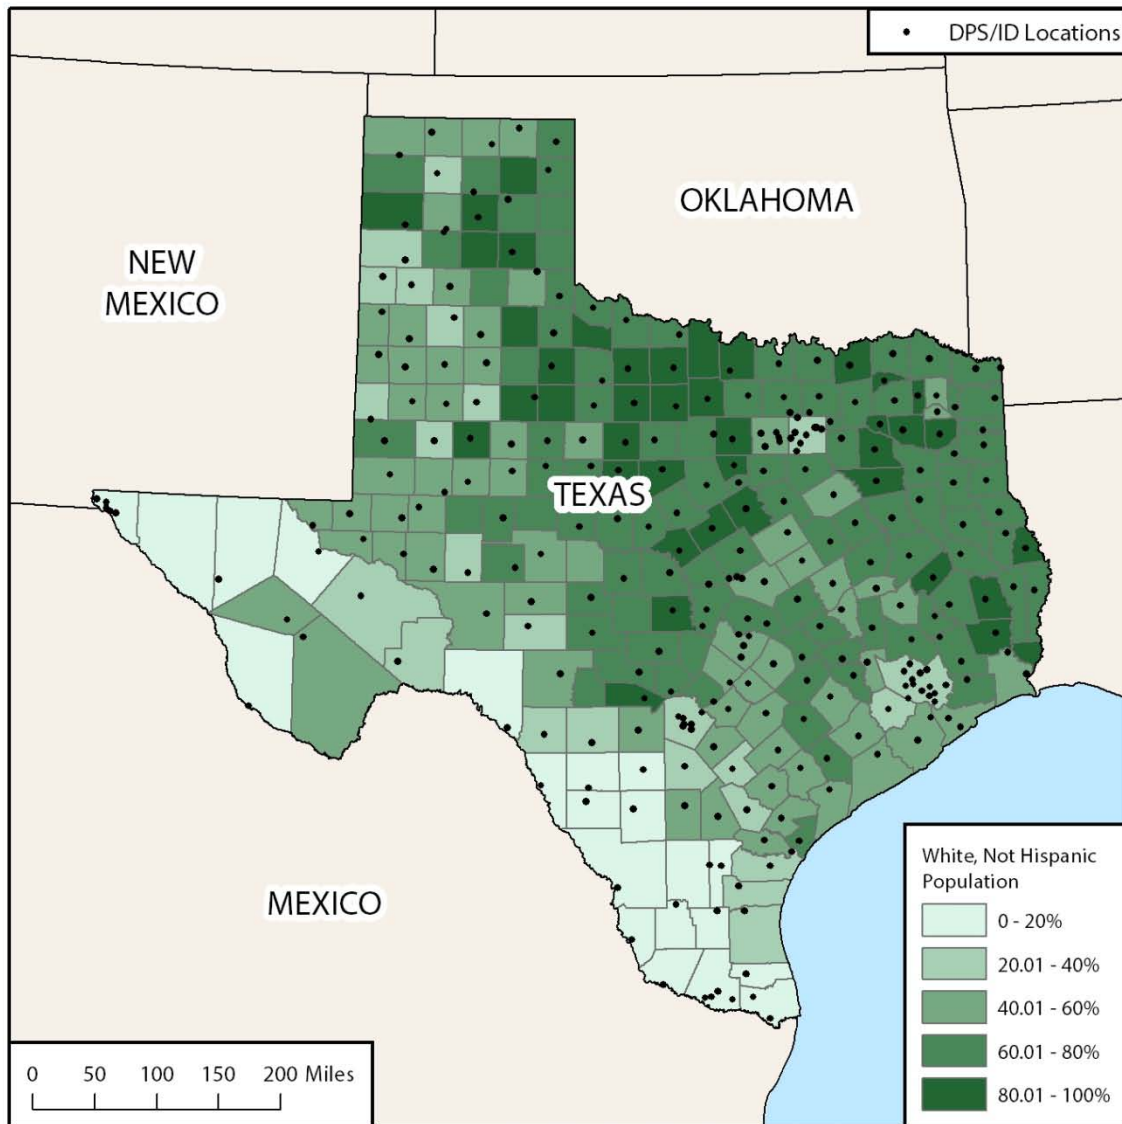 DPS/ID Locations
OKLAHOMA
NEW
MEXICO
TEXAS
MEXICO
White, Not Hispanic
Population
0 - 20%
20.01 - 40%
40.01 - 60%
60.01 - 80%
80.01 - 100%
0 50 100 150 200 Miles